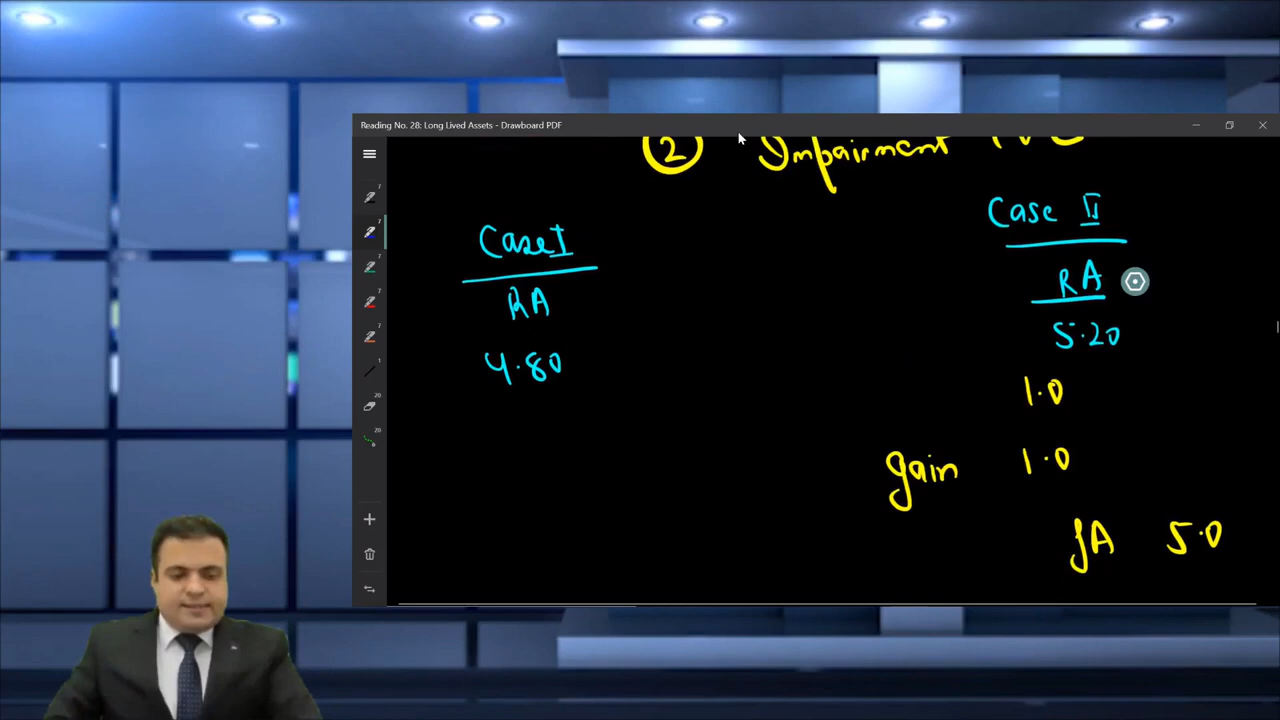 Reading No. 28: Long Lived Assets - Drawboard PDF
② Impairment
Case I
RA
4.80
Case II
RA
5.20
1.0
gain 1.0
fA 5.0